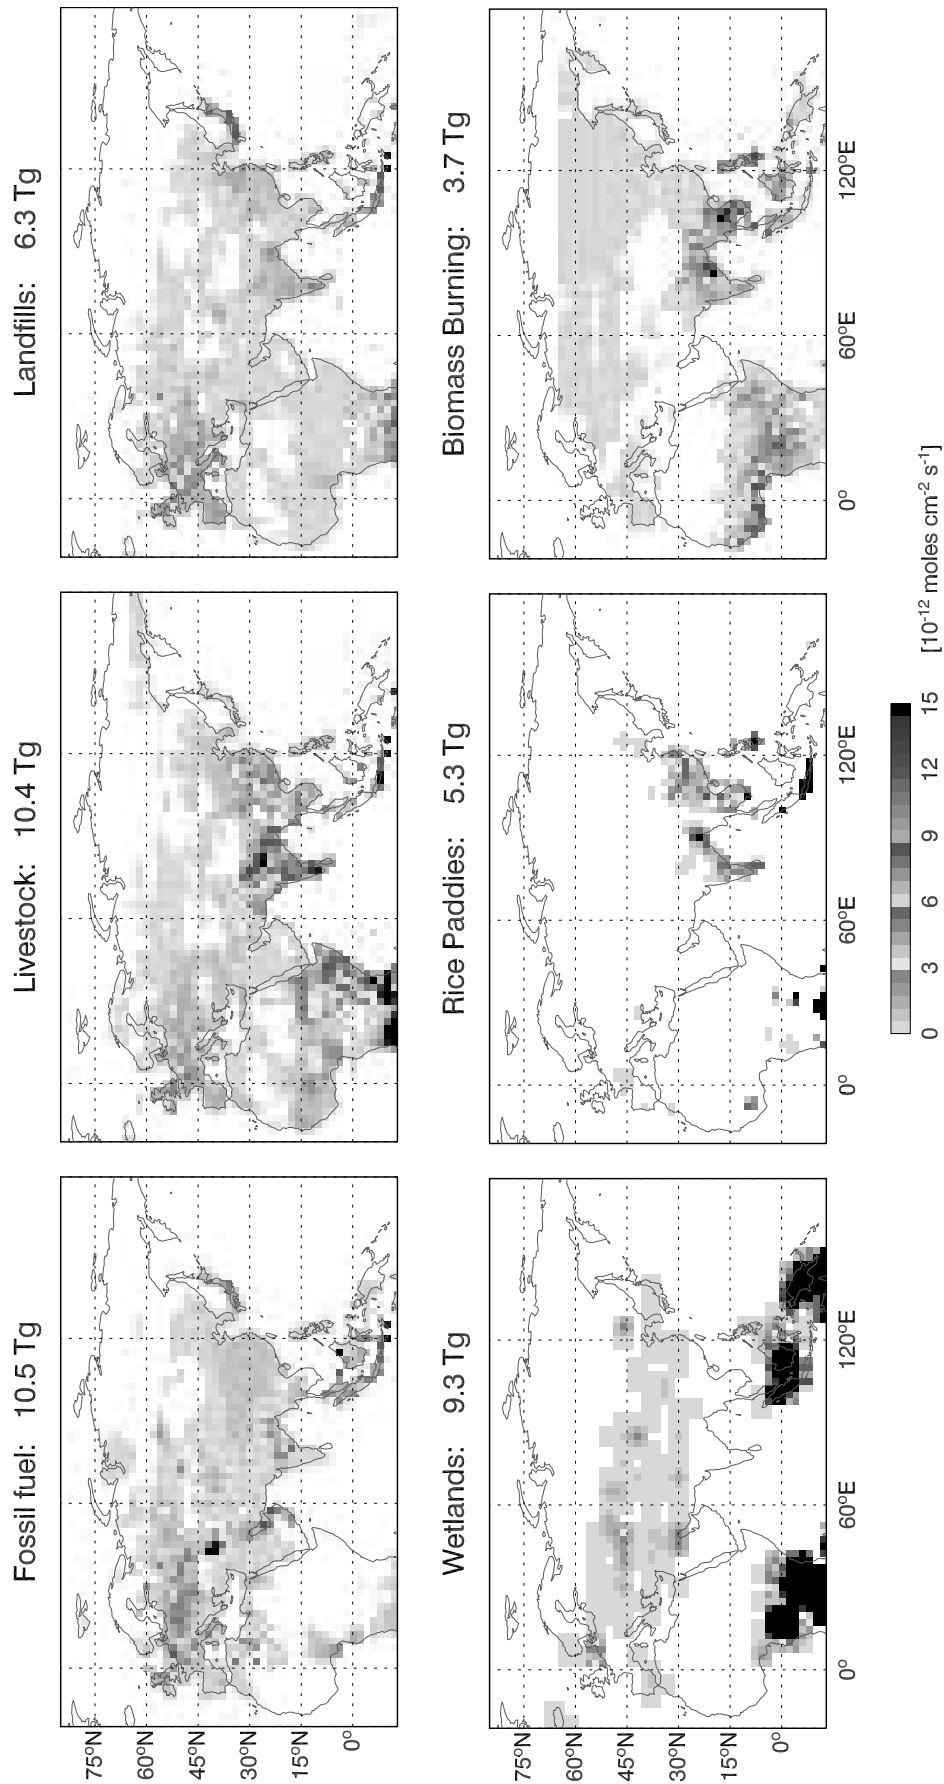 Fossil fuel: 10.5 Tg
Livestock: 10.4 Tg
Landfills: 6.3 Tg
75°N
60°N
45°N
30°N
15°N
0°
Wetlands: 9.3 Tg
Rice Paddies: 5.3 Tg
Biomass Burning: 3.7 Tg
75°N
60°N
45°N
30°N
15°N
0°
0° 60°E 120°E
0° 60°E 120°E
0° 60°E 120°E
0 3 6 9 12 15 [10-12 moles cm-2 s-1]